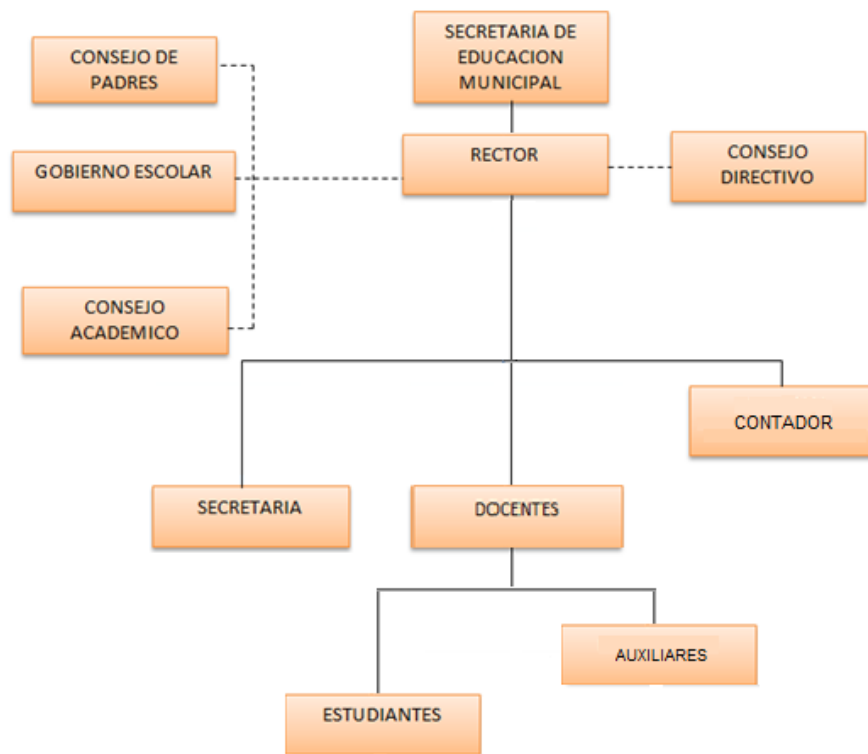 SECRETARIA DE
EDUCACION
MUNICIPAL
CONSEJO DE
PADRES
RECTOR
CONSEJO
DIRECTIVO
GOBIERNO ESCOLAR
CONSEJO
ACADEMICO
CONTADOR
SECRETARIA
DOCENTES
AUXILIARES
ESTUDIANTES